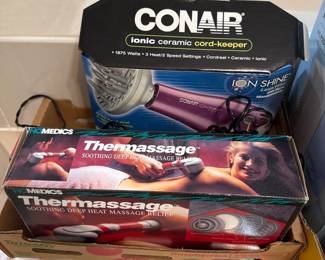 CONAIR
ionic ceramic cord-keeper
• 1875 Watts • 3 Heat/2 Speed Settings • Cordreel • Ceramic • Ionic
ION SHINE
CONAIR
HOMEDICS
Thermassage
SOOTHING DEEP HEAT MASSAGE RELIEF
HOMEDICS
Thermassage
SOOTHING DEEP HEAT MASSAGE RELIEF